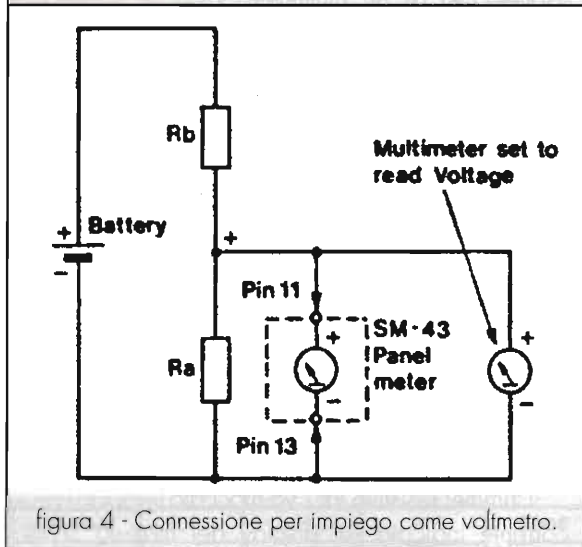 Rb
Multimeter set to
read Voltage
+ Battery
-
+
Pin 11
SM-43
Panel
meter
+
-
+
-
Ra
Pin 13
figura 4 - Connessione per impiego come voltmetro.